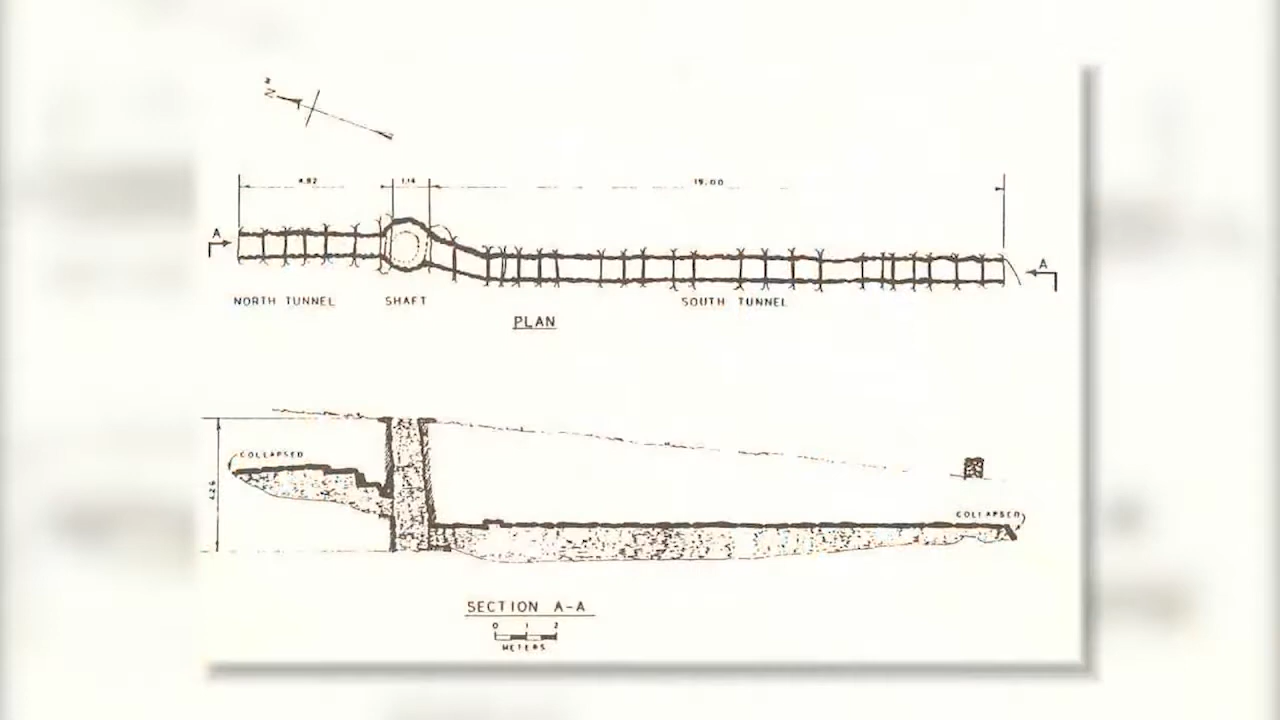 N
4.82 1.14 19.00
A
A
NORTH TUNNEL SHAFT SOUTH TUNNEL
PLAN
COLLAPSED
4.26
COLLAPSED
SECTION A-A
0 1 2
METERS